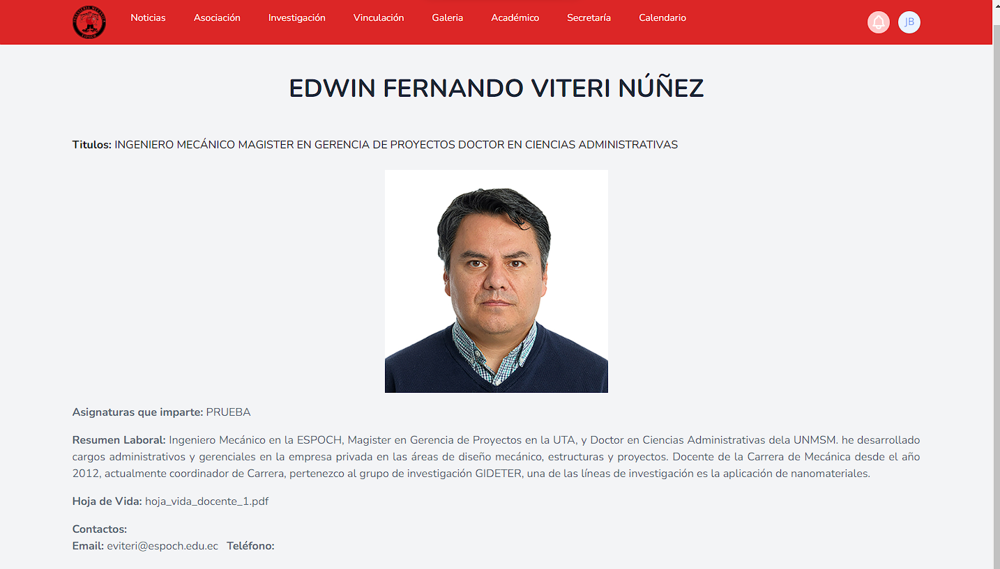 Noticias Asociación Investigación Vinculación Galeria Académico Secretaría Calendario
JB
EDWIN FERNANDO VITERI NÚÑEZ
Titulos: INGENIERO MECÁNICO MAGISTER EN GERENCIA DE PROYECTOS DOCTOR EN CIENCIAS ADMINISTRATIVAS
Asignaturas que imparte: PRUEBA
Resumen Laboral: Ingeniero Mecánico en la ESPOCH, Magister en Gerencia de Proyectos en la UTA, y Doctor en Ciencias Administrativas dela UNMSM. he desarrollado
cargos administrativos y gerenciales en la empresa privada en las áreas de diseño mecánico, estructuras y proyectos. Docente de la Carrera de Mecánica desde el año
2012, actualmente coordinador de Carrera, pertenezco al grupo de investigación GIDETER, una de las líneas de investigación es la aplicación de nanomateriales.
Hoja de Vida: hoja_vida_docente_1.pdf
Contactos:
Email: eviteri@espoch.edu.ec Teléfono: